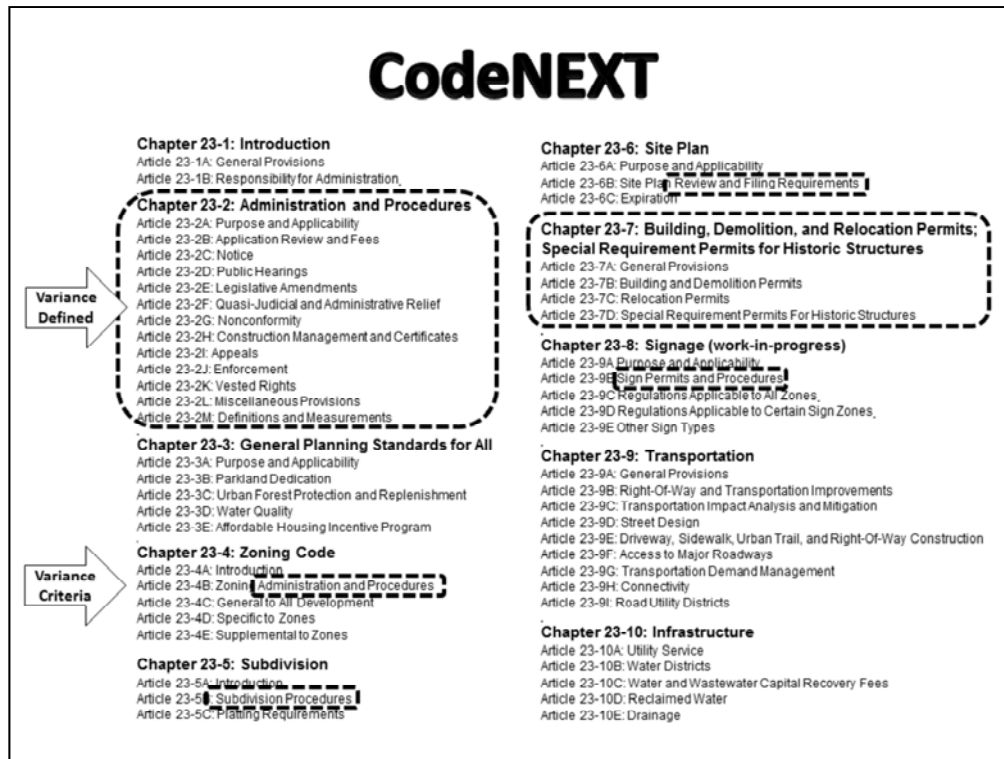 CodeNEXT
Chapter 23-1: Introduction
Article 23-1A: General Provisions
Article 23-1B: Responsibility for Administration.
Chapter 23-2: Administration and Procedures
Article 23-2A: Purpose and Applicability
Article 23-2B: Application Review and Fees
Article 23-2C: Notice
Article 23-2D: Public Hearings
Article 23-2E: Legislative Amendments
Variance
Defined
Article 23-2F: Quasi-Judicial and Administrative Relief
Article 23-2G: Nonconformity
Article 23-2H: Construction Management and Certificates
Article 23-2I: Appeals
Article 23-2J: Enforcement
Article 23-2K: Vested Rights
Article 23-2L: Miscellaneous Provisions
Article 23-2M: Definitions and Measurements
Chapter 23-3: General Planning Standards for All
Article 23-3A: Purpose and Applicability
Article 23-3B: Parkland Dedication
Article 23-3C: Urban Forest Protection and Replenishment
Article 23-3D: Water Quality
Article 23-3E: Affordable Housing Incentive Program
Chapter 23-4: Zoning Code
Variance
Criteria
Article 23-4A: Introduction
Article 23-4B: Zoning Administration and Procedures
Article 23-4C: General to All Development
Article 23-4D: Specific to Zones
Article 23-4E: Supplemental to Zones
Chapter 23-5: Subdivision
Article 23-5A: Introduction
Article 23-5 Subdivision Procedures
Article 23-5C: Platting Requirements
Chapter 23-6: Site Plan
Article 23-6A: Purpose and Applicability
Article 23-6B: Site Plan Review and Filing Requirements
Article 23-6C: Expiration
Chapter 23-7: Building, Demolition, and Relocation Permits;
Special Requirement Permits for Historic Structures
Article 23-7A: General Provisions
Article 23-7B: Building and Demolition Permits
Article 23-7C: Relocation Permits
Article 23-7D: Special Requirement Permits For Historic Structures
Chapter 23-8: Signage (work-in-progress)
Article 23-9A Purpose and Applicability
Article 23-9B Sign Permits and Procedures
Article 23-9C Regulations Applicable to All Zones.
Article 23-9D Regulations Applicable to Certain Sign Zones.
Article 23-9E Other Sign Types
Chapter 23-9: Transportation
Article 23-9A: General Provisions
Article 23-9B: Right-Of-Way and Transportation Improvements
Article 23-9C: Transportation Impact Analysis and Mitigation
Article 23-9D: Street Design
Article 23-9E: Driveway, Sidewalk, Urban Trail, and Right-Of-Way Construction
Article 23-9F: Access to Major Roadways
Article 23-9G: Transportation Demand Management
Article 23-9H: Connectivity
Article 23-9I: Road Utility Districts
Chapter 23-10: Infrastructure
Article 23-10A: Utility Service
Article 23-10B: Water Districts
Article 23-10C: Water and Wastewater Capital Recovery Fees
Article 23-10D: Reclaimed Water
Article 23-10E: Drainage